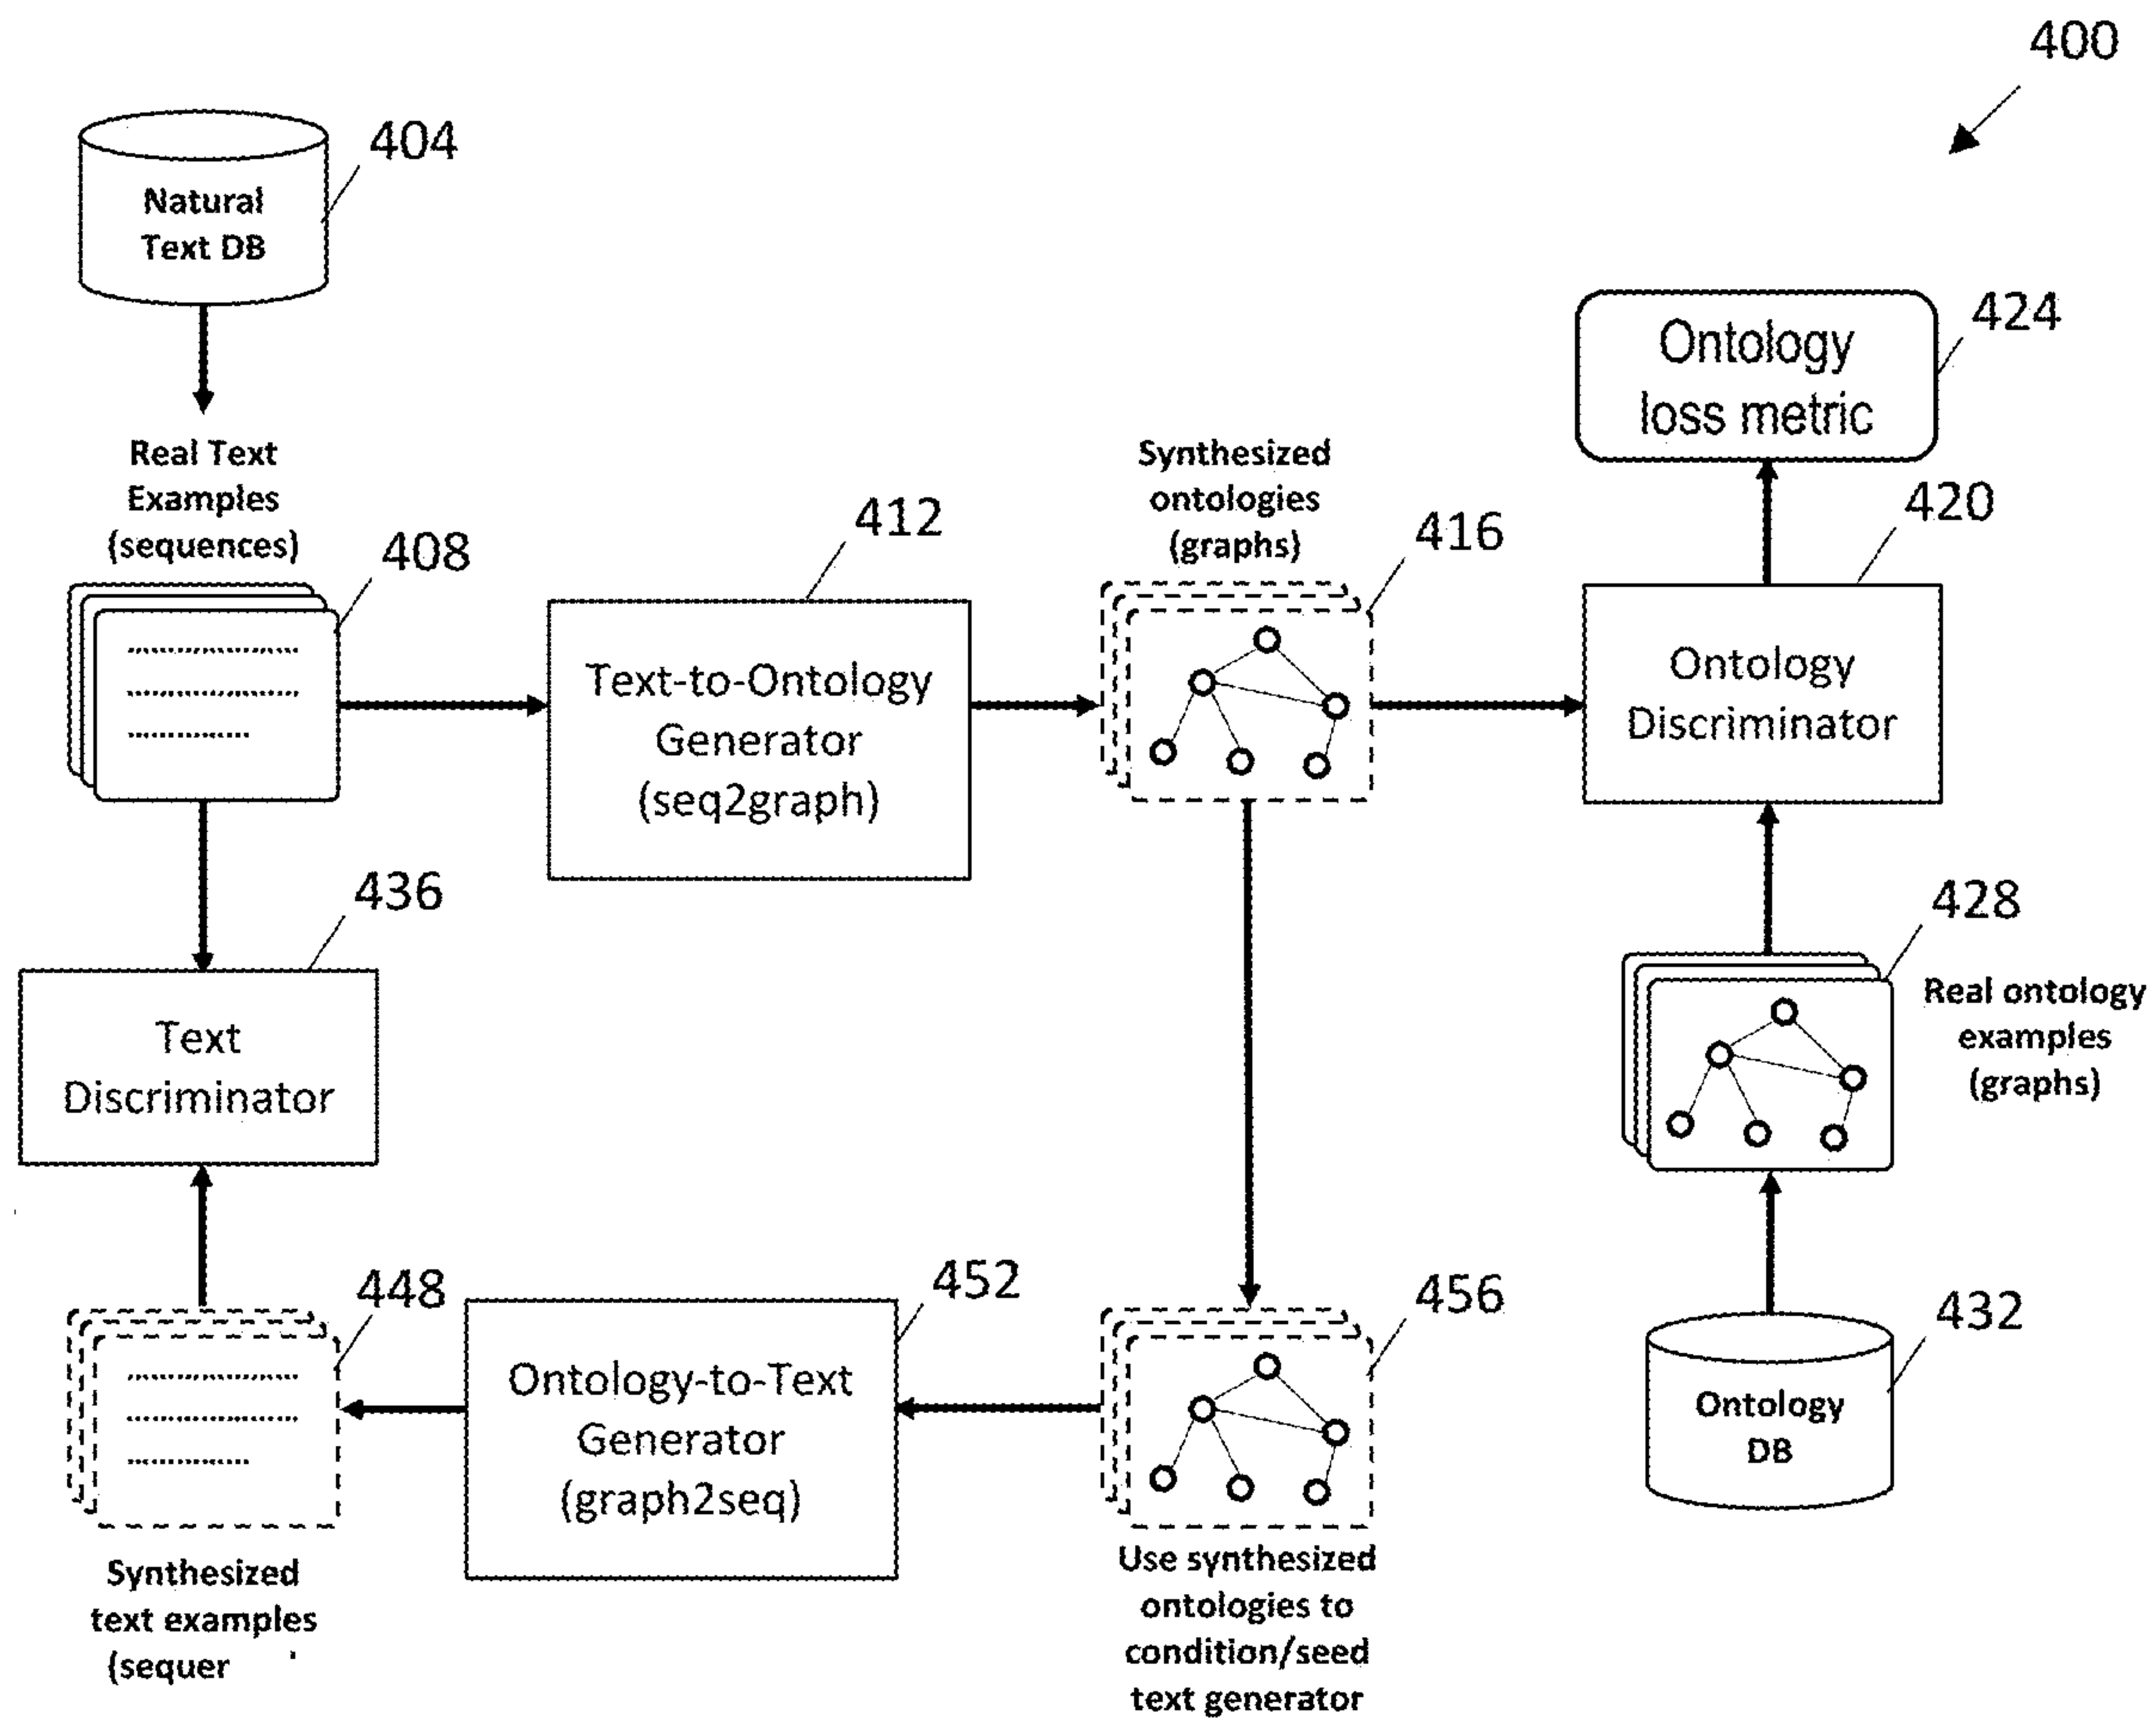 400
404
Natural
Text DB
Real Text
Examples
(sequences)
408
412
Text-to-Ontology
Generator
(seq2graph)
Synthesized
ontologies
(graphs)
416
Ontology
loss metric
424
420
Ontology
Discriminator
436
Text
Discriminator
428
Real ontology
examples
(graphs)
448
Synthesized
text examples
(sequer
452
Ontology-to-Text
Generator
(graph2seq)
456
Use synthesized
ontologies to
condition/seed
text generator
432
Ontology
DB